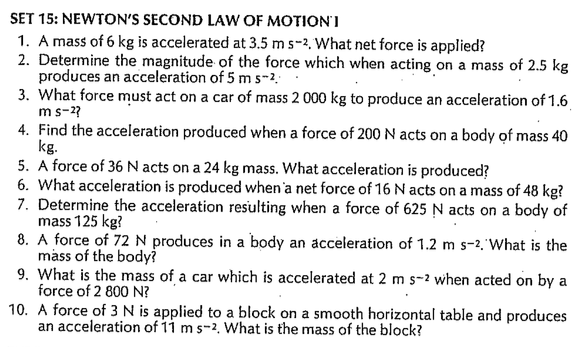 SET 15: NEWTON'S SECOND LAW OF MOTION I
1. A mass of 6 kg is accelerated at 3.5 m s⁻². What net force is applied?
2. Determine the magnitude of the force which when acting on a mass of 2.5 kg
produces an acceleration of 5 m s⁻².
3. What force must act on a car of mass 2 000 kg to produce an acceleration of 1.6
m s⁻²?
4. Find the acceleration produced when a force of 200 N acts on a body of mass 40
kg.
5. A force of 36 N acts on a 24 kg mass. What acceleration is produced?
6. What acceleration is produced when a net force of 16 N acts on a mass of 48 kg?
7. Determine the acceleration resulting when a force of 625 N acts on a body of
mass 125 kg?
8. A force of 72 N produces in a body an acceleration of 1.2 m s⁻². What is the
mass of the body?
9. What is the mass of a car which is accelerated at 2 m s⁻² when acted on by a
force of 2 800 N?
10. A force of 3 N is applied to a block on a smooth horizontal table and produces
an acceleration of 11 m s⁻². What is the mass of the block?